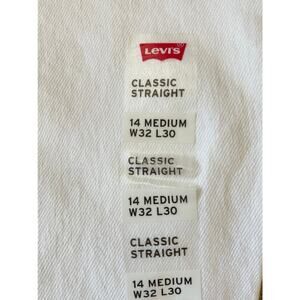 Levi's
CLASSIC
STRAIGHT
14 MEDIUM
W32 L30
CLASSIC
STRAIGHT
14 MEDIUM
W32 L30
CLASSIC
STRAIGHT
14 MEDIUM
W32 L30